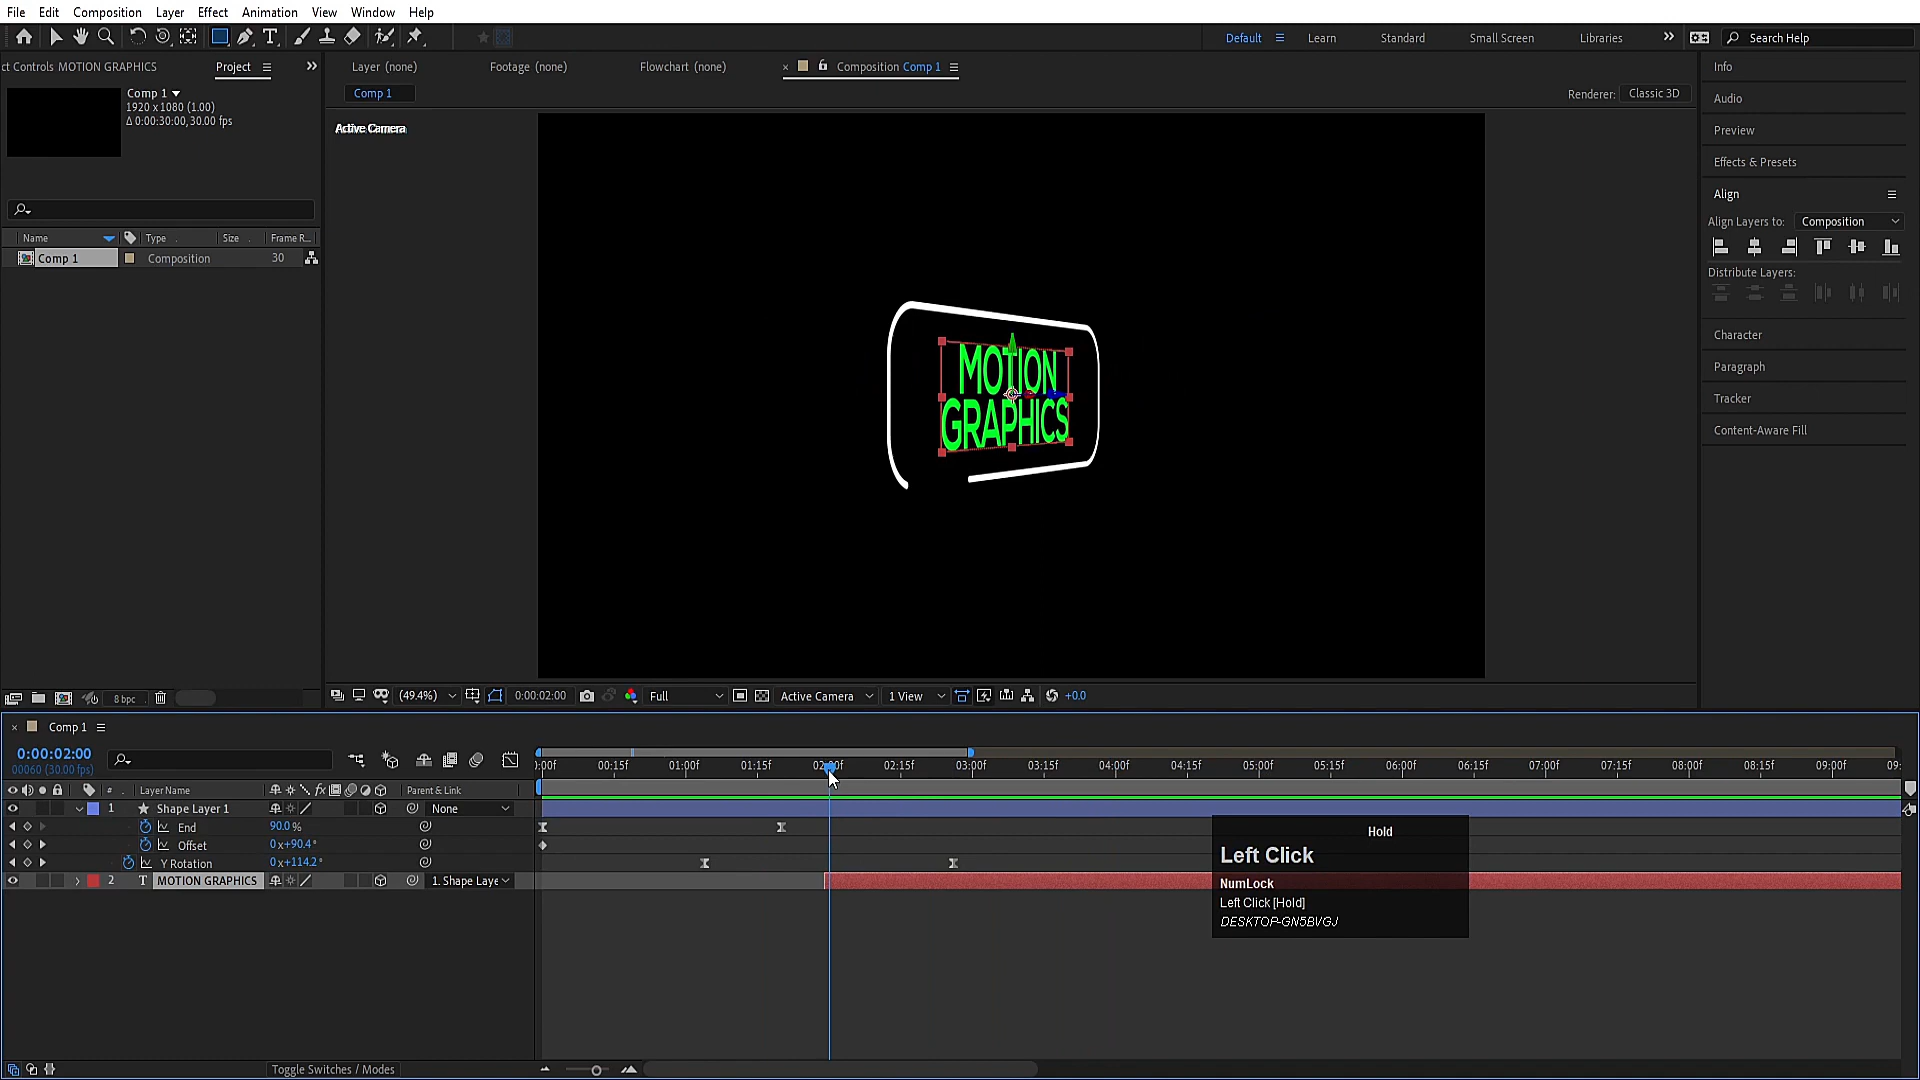 File Edit Composition Layer Effect Animation View Window Help
Default Learn Standard Small Screen Libraries Search Help
ct Controls MOTION GRAPHICS Project
Layer (none) Footage (none) Flowchart (none) Composition Comp 1
Comp 1
1920 x 1080 (1.00)
Δ 0:00:30:00, 30.00 fps
Comp 1
Renderer: Classic 3D
Active Camera
Name Type Size Frame R...
Comp 1 Composition 30
MOTION
GRAPHICS
Info
Audio
Preview
Effects & Presets
Align
Align Layers to: Composition
Distribute Layers:
Character
Paragraph
Tracker
Content-Aware Fill
8 bpc
(49.4%) 0:00:02:00 Full Active Camera 1 View +0.0
Comp 1
0:00:02:00
00060 (30.00 fps)
):00f 00:15f 01:00f 01:15f 02:00f 02:15f 03:00f 03:15f 04:00f 04:15f 05:00f 05:15f 06:00f 06:15f 07:00f 07:15f 08:00f 08:15f 09:00f 09:
# Layer Name fx Parent & Link
1 Shape Layer 1 None
End 90.0 %
Offset 0x+90.4°
Y Rotation 0x+114.2°
2 T MOTION GRAPHICS 1. Shape Laye
Hold
Left Click
NumLock
Left Click [Hold]
DESKTOP-GN5BVGJ
Toggle Switches / Modes